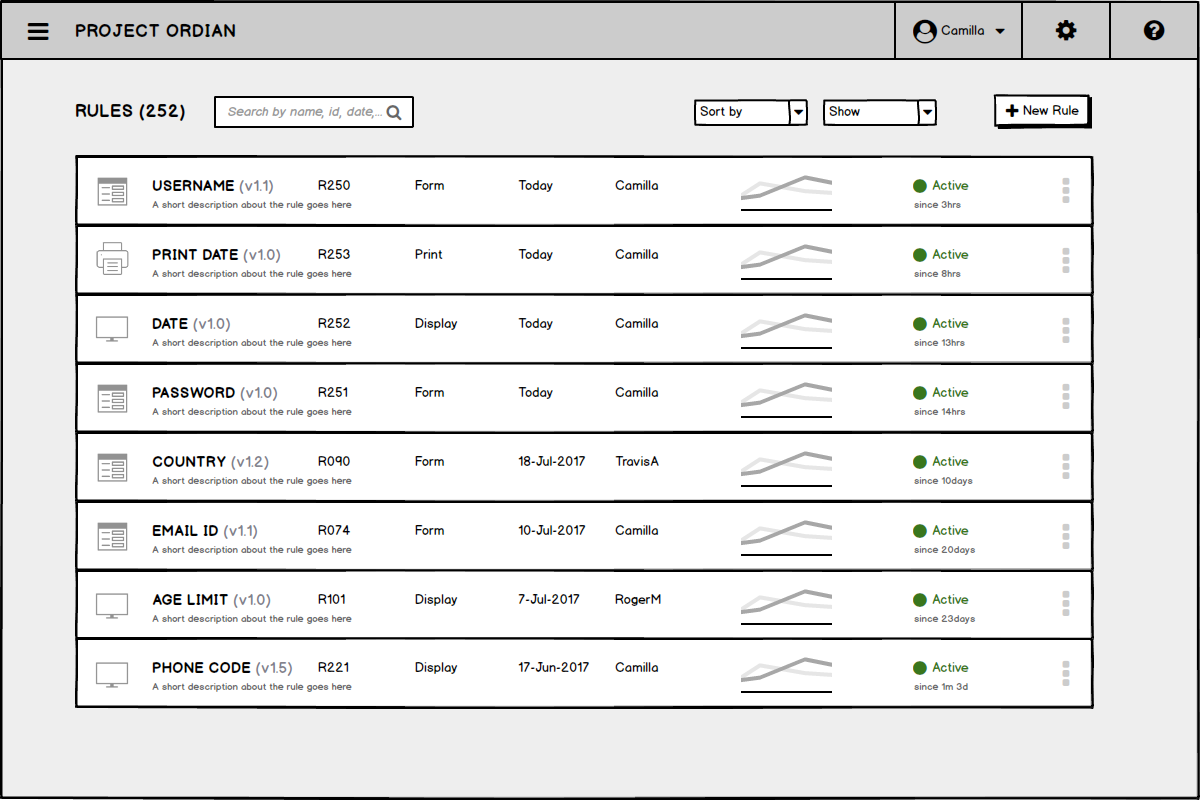 PROJECT ORDIAN Camilla
RULES (252) Search by name, id, date,... Sort by Show New Rule
USERNAME (v1.1) R250 Form Today Camilla Active
A short description about the rule goes here since 3hrs
PRINT DATE (v1.0) R253 Print Today Camilla Active
A short description about the rule goes here since 8hrs
DATE (v1.0) R252 Display Today Camilla Active
A short description about the rule goes here since 13hrs
PASSWORD (v1.0) R251 Form Today Camilla Active
A short description about the rule goes here since 14hrs
COUNTRY (v1.2) R090 Form 18-Jul-2017 TravisA Active
A short description about the rule goes here since 10days
EMAIL ID (v1.1) R074 Form 10-Jul-2017 Camilla Active
A short description about the rule goes here since 20days
AGE LIMIT (v1.0) R101 Display 7-Jul-2017 RogerM Active
A short description about the rule goes here since 23days
PHONE CODE (v1.5) R221 Display 17-Jun-2017 Camilla Active
A short description about the rule goes here since 1m 3d